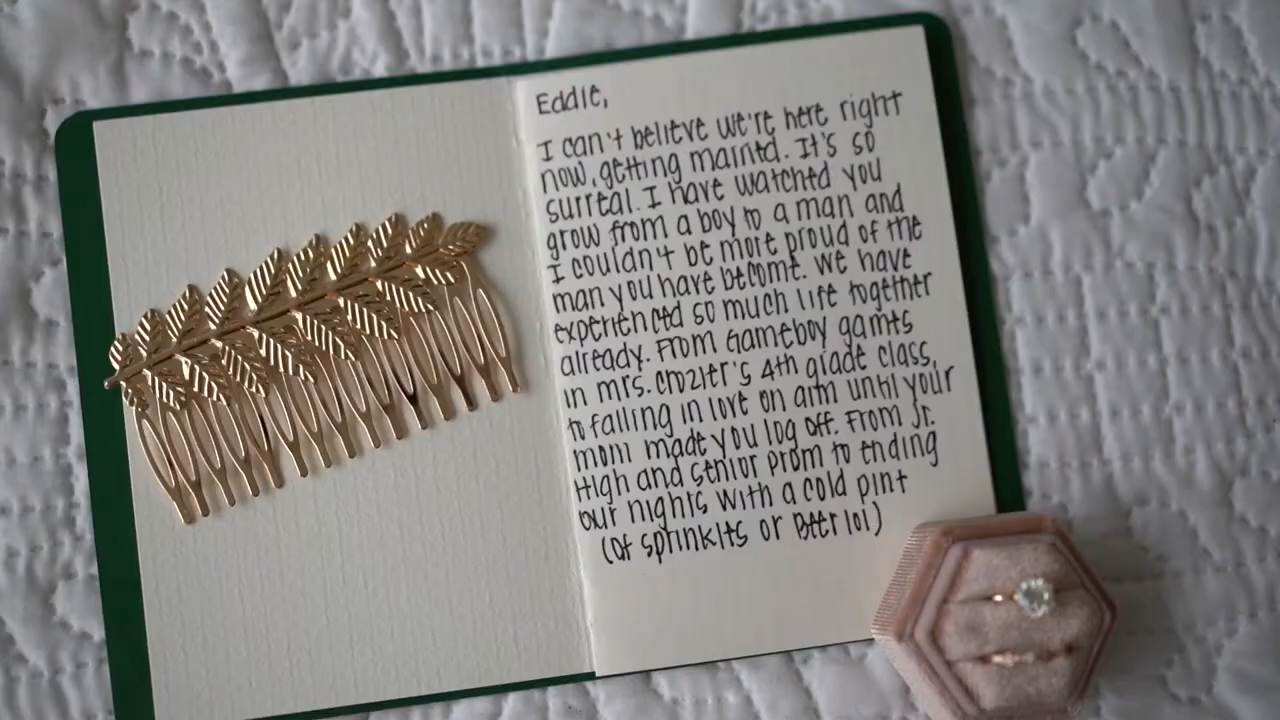 Eddie,
I can't believe we're here right
now, getting married. It's so
surreal. I have watched you
grow from a boy to a man and
I couldn't be more proud of the
man you have become. We have
experienced so much life together
already. From Gameboy games
in Mrs. Crozier's 4th grade class,
to falling in love on aim until your
mom made you log off. From Jr.
High and senior prom to ending
our nights with a cold pint
(of sprinkles or Beer lol)